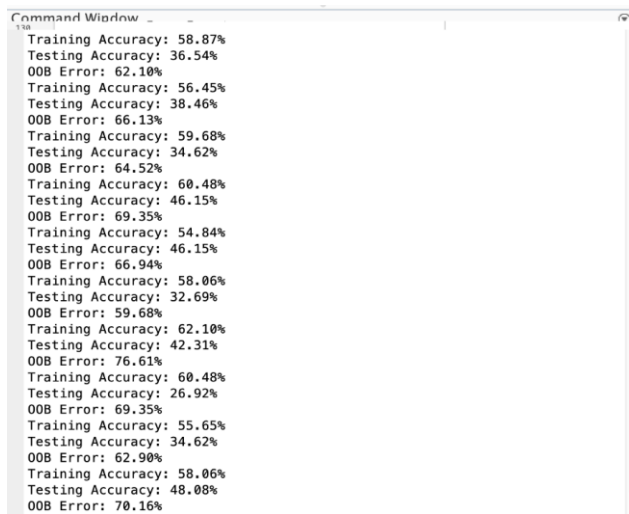 Command Window
130
Training Accuracy: 58.87%
Testing Accuracy: 36.54%
OOB Error: 62.10%
Training Accuracy: 56.45%
Testing Accuracy: 38.46%
OOB Error: 66.13%
Training Accuracy: 59.68%
Testing Accuracy: 34.62%
OOB Error: 64.52%
Training Accuracy: 60.48%
Testing Accuracy: 46.15%
OOB Error: 69.35%
Training Accuracy: 54.84%
Testing Accuracy: 46.15%
OOB Error: 66.94%
Training Accuracy: 58.06%
Testing Accuracy: 32.69%
OOB Error: 59.68%
Training Accuracy: 62.10%
Testing Accuracy: 42.31%
OOB Error: 76.61%
Training Accuracy: 60.48%
Testing Accuracy: 26.92%
OOB Error: 69.35%
Training Accuracy: 55.65%
Testing Accuracy: 34.62%
OOB Error: 62.90%
Training Accuracy: 58.06%
Testing Accuracy: 48.08%
OOB Error: 70.16%